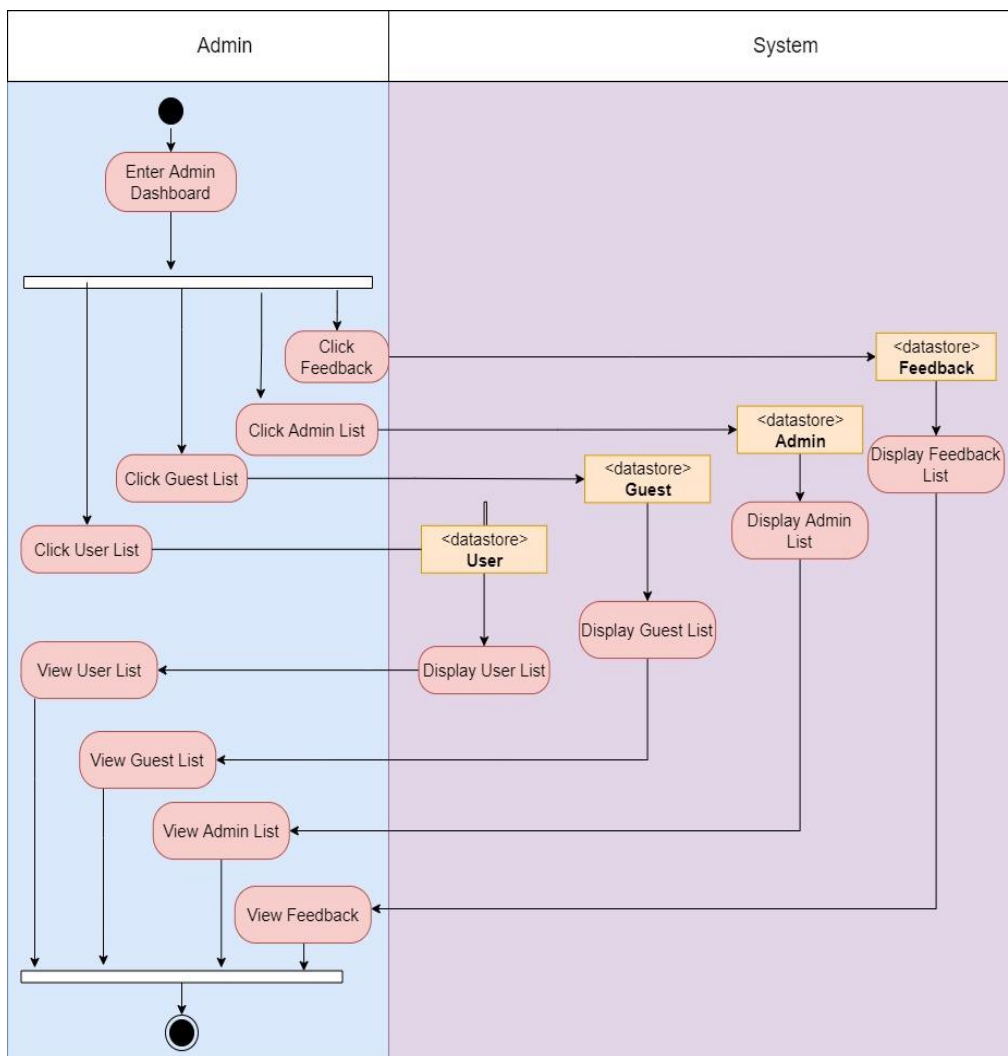 Admin
System
Enter Admin
Dashboard
Click
Feedback
<datastore>
Feedback
Click Admin List
<datastore>
Admin
Display Feedback
List
Click Guest List
<datastore>
Guest
Display Admin
List
Click User List
<datastore>
User
Display Guest List
View User List
Display User List
View Guest List
View Admin List
View Feedback